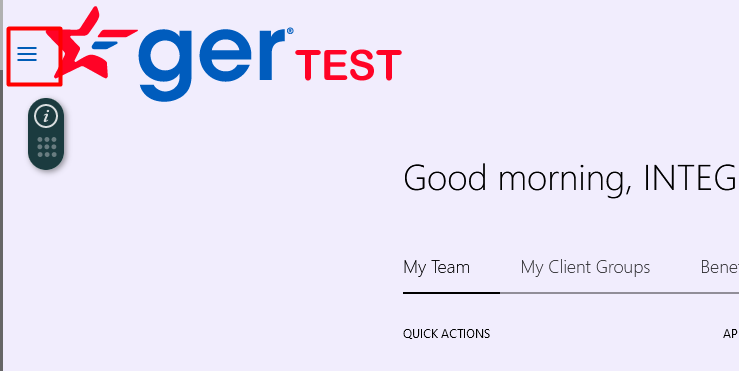 ger®
TEST
i
Good morning, INTEG
My Team My Client Groups Bene
QUICK ACTIONS AP